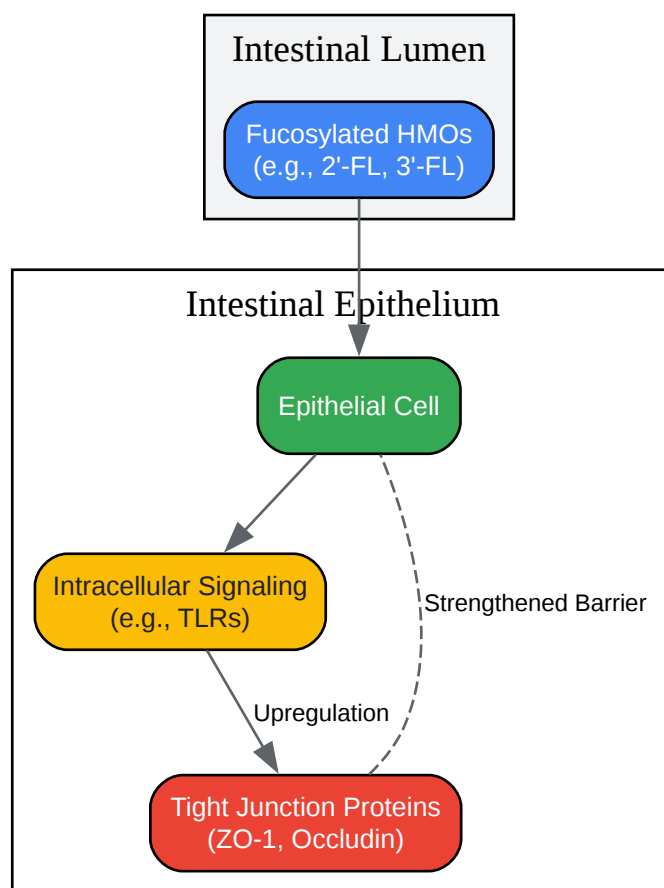 Intestinal Lumen
Fucosylated HMOs
(e.g., 2'-FL, 3'-FL)
Intestinal Epithelium
Epithelial Cell
Intracellular Signaling
(e.g., TLRs)
Strengthened Barrier
Upregulation
Tight Junction Proteins
(ZO-1, Occludin)